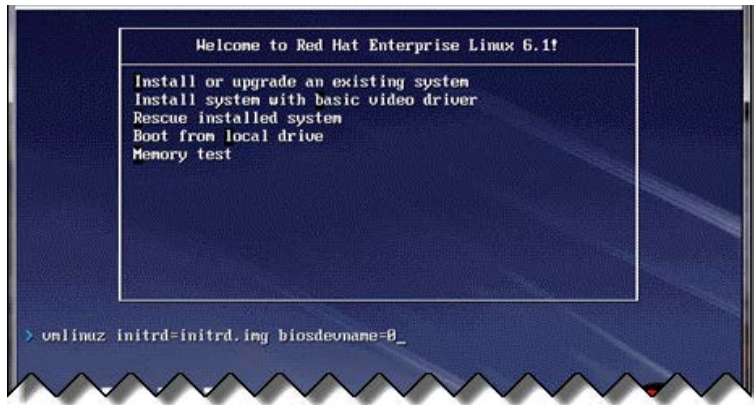 Welcome to Red Hat Enterprise Linux 6.1!
Install or upgrade an existing system
Install system with basic video driver
Rescue installed system
Boot from local drive
Memory test
> vmlinuz initrd=initrd.img biosdevname=0_